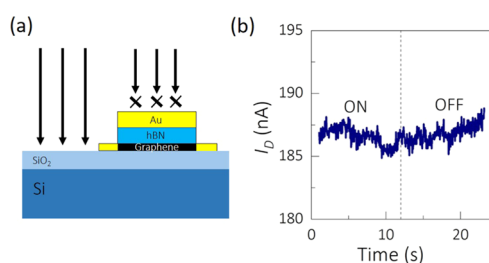 (a)
Au
hBN
Graphene
SiO₂
Si
(b)
195
190
185
180
I_D (nA)
ON
OFF
0
10
20
Time (s)